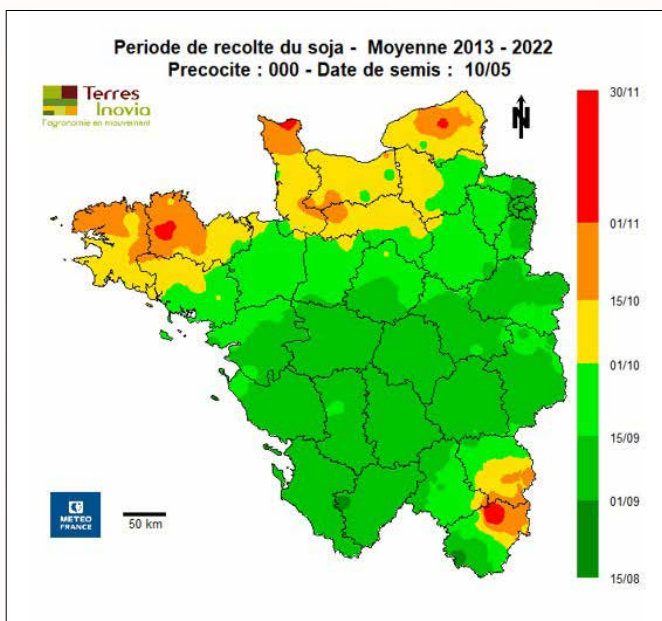 Periode de recolte du soja - Moyenne 2013 - 2022
Precocite : 000 - Date de semis : 10/05
Terres
Inovia
l'agronomie en mouvement
N
30/11
01/11
15/10
01/10
15/09
01/09
15/08
METEO
FRANCE
50 km